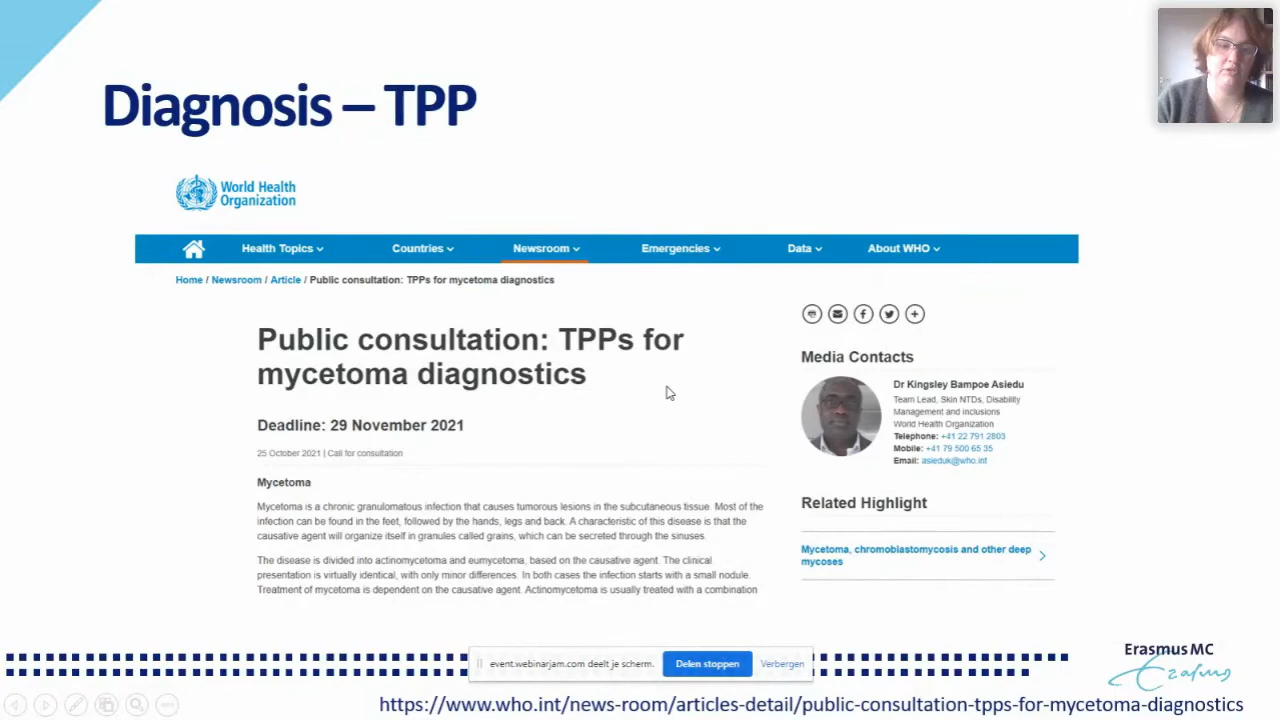 Diagnosis – TPP
World Health
Organization
Health Topics
Countries
Newsroom
Emergencies
Data
About WHO
Home / Newsroom / Article / Public consultation: TPPs for mycetoma diagnostics
Public consultation: TPPs for
mycetoma diagnostics
Deadline: 29 November 2021
25 October 2021 | Call for consultation
Mycetoma
Mycetoma is a chronic granulomatous infection that causes tumorous lesions in the subcutaneous tissue. Most of the
infection can be found in the feet, followed by the hands, legs and back. A characteristic of this disease is that the
causative agent will organize itself in granules called grains, which can be secreted through the sinuses.
The disease is divided into actinomycetoma and eumycetoma, based on the causative agent. The clinical
presentation is virtually identical, with only minor differences. In both cases the infection starts with a small nodule.
Treatment of mycetoma is dependent on the causative agent. Actinomycetoma is usually treated with a combination
Media Contacts
Dr Kingsley Bampoe Asiedu
Team Lead, Skin NTDs, Disability
Management and inclusions
World Health Organization
Telephone: +41 22 791 2803
Mobile: +41 79 500 65 35
Email: asieduk@who.int
Related Highlight
Mycetoma, chromoblastomycosis and other deep
mycoses
event.webinarjam.com deelt je scherm.
Delen stoppen
Verbergen
Erasmus MC
Erasmus
https://www.who.int/news-room/articles-detail/public-consultation-tpps-for-mycetoma-diagnostics